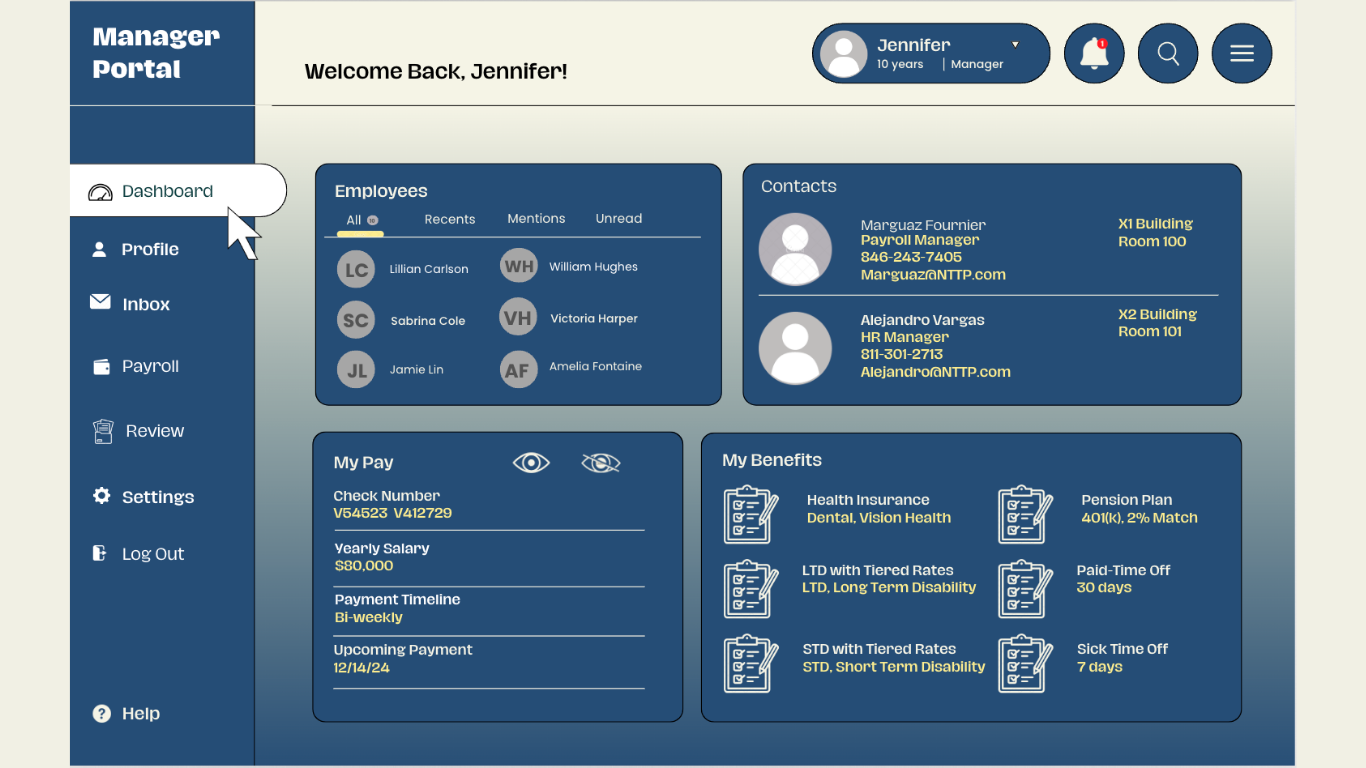 Manager
Portal
Welcome Back, Jennifer!
Jennifer
10 years | Manager
1
Dashboard
Profile
Inbox
Payroll
Review
Settings
Log Out
Help
Employees
All Recents Mentions Unread
LC Lillian Carlson WH William Hughes
SC Sabrina Cole VH Victoria Harper
JL Jamie Lin AF Amelia Fontaine
Contacts
Marguaz Fournier
Payroll Manager
846-243-7405
Marguaz@NTTP.com
X1 Building
Room 100
Alejandro Vargas
HR Manager
811-301-2713
Alejandro@NTTP.com
X2 Building
Room 101
My Pay
Check Number
V54523 V412729
Yearly Salary
$80,000
Payment Timeline
Bi-weekly
Upcoming Payment
12/14/24
My Benefits
Health Insurance
Dental, Vision Health
Pension Plan
401(k), 2% Match
LTD with Tiered Rates
LTD, Long Term Disability
Paid-Time Off
30 days
STD with Tiered Rates
STD, Short Term Disability
Sick Time Off
7 days